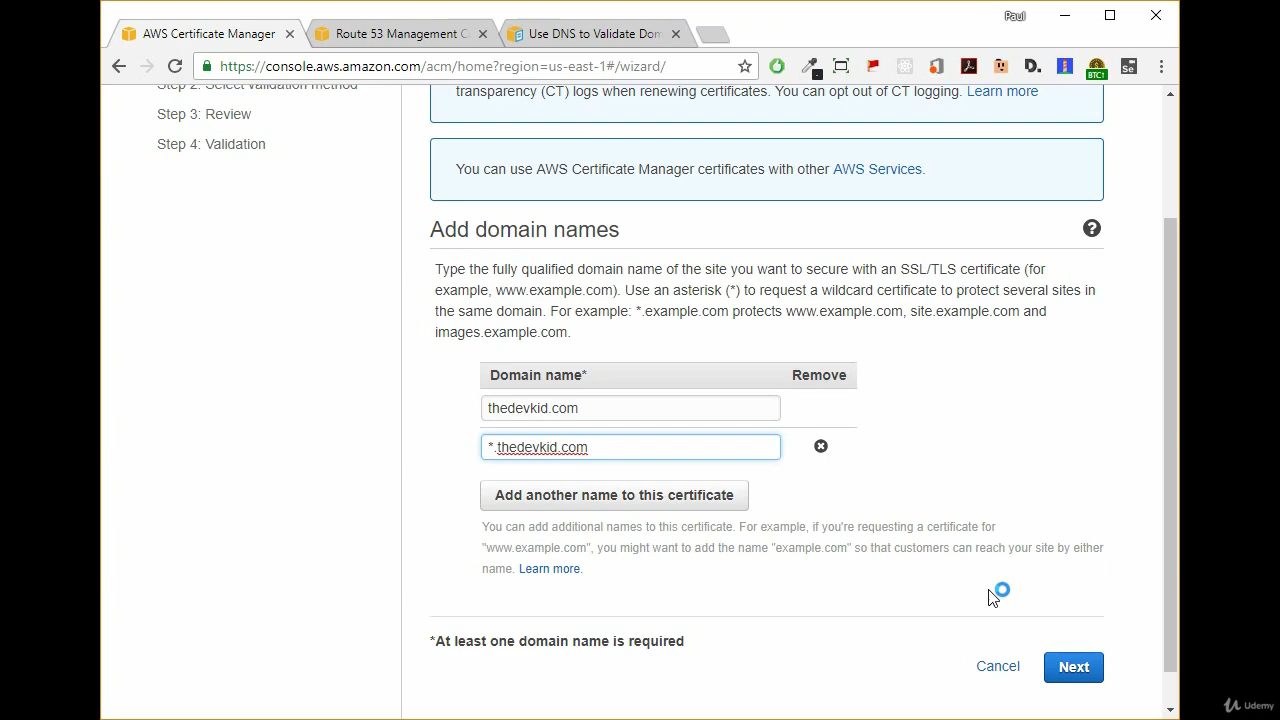 Paul
AWS Certificate Manager
Route 53 Management C
Use DNS to Validate Dom
https://console.aws.amazon.com/acm/home?region=us-east-1#/wizard/
BTC1
Se
Step 2: Select validation method
Step 3: Review
Step 4: Validation
transparency (CT) logs when renewing certificates. You can opt out of CT logging. Learn more
You can use AWS Certificate Manager certificates with other AWS Services.
Add domain names
Type the fully qualified domain name of the site you want to secure with an SSL/TLS certificate (for
example, www.example.com). Use an asterisk (*) to request a wildcard certificate to protect several sites in
the same domain. For example: *.example.com protects www.example.com, site.example.com and
images.example.com.
Domain name* Remove
thedevkid.com
*.thedevkid.com
Add another name to this certificate
You can add additional names to this certificate. For example, if you're requesting a certificate for
"www.example.com", you might want to add the name "example.com" so that customers can reach your site by either
name. Learn more.
*At least one domain name is required
Cancel Next
Udemy